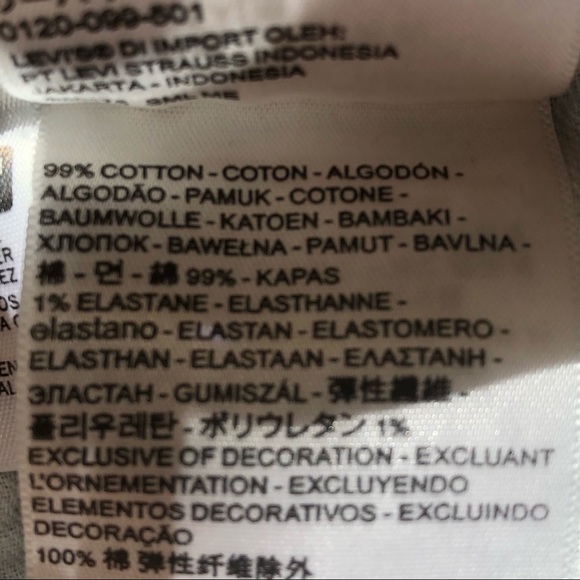 0120-099-501
LEVI'S® DI IMPORT OLEH:
PT LEVI STRAUSS INDONESIA
JAKARTA - INDONESIA
99% COTTON - COTON - ALGODÓN -
ALGODÃO - PAMUK - COTONE -
BAUMWOLLE - KATOEN - BAMBAKI -
ХЛОПОК - BAWEŁNA - PAMUT - BAVLNA -
棉 - 면 - 綿 99% - KAPAS
1% ELASTANE - ELASTHANNE -
elastano - ELASTAN - ELASTOMERO -
ELASTHAN - ELASTAAN - ΕΛΑΣΤΑΝΗ -
ЭЛАСТАН - GUMISZÁL - 彈性纖維 -
폴리우레탄 - ポリウレタン 1%
EXCLUSIVE OF DECORATION - EXCLUANT
L'ORNEMENTATION - EXCLUYENDO
ELEMENTOS DECORATIVOS - EXCLUINDO
DECORAÇÃO
100% 棉 弹性纤维除外